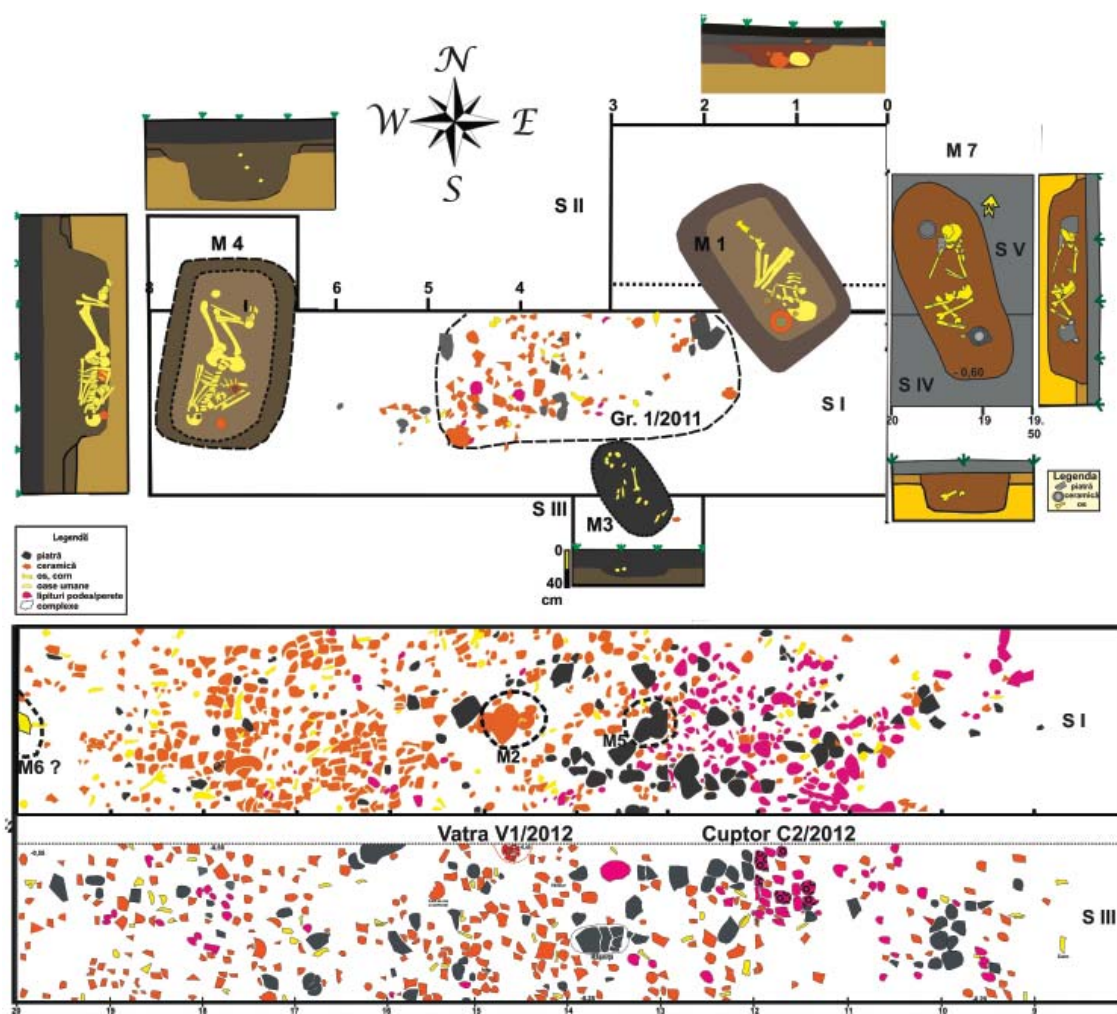 N
W E
S
3
2 1 0
M 7
S II
M 4
M 1
S V
8
6 5 4
- 0,60
S IV
S I
Gr. 1/2011
20 19 19.
50
S III
M3
0
40
cm
Legenda
piatră
ceramică
os
Legendă
piatră
ceramică
os, corn
oase umane
lipituri podea/perete
complexe
S I
M6 ?
M2
M5
Vatra V1/2012 Cuptor C2/2012
S III
20 19 18 17 16 15 14 13 12 11 10 9